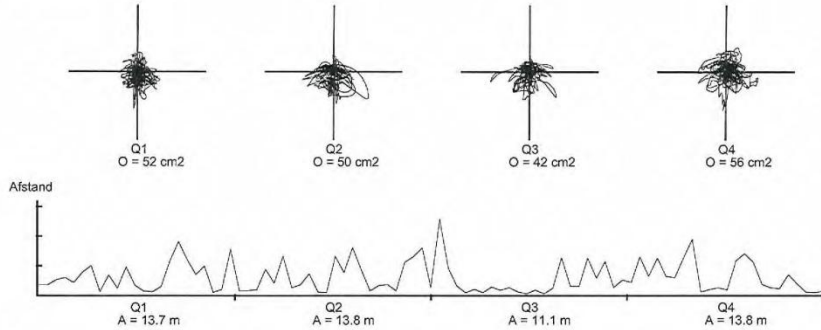 Q1 Q2 Q3 Q4
O = 52 cm2 O = 50 cm2 O = 42 cm2 O = 56 cm2
Afstand
Q1 Q2 Q3 Q4
A = 13.7 m A = 13.8 m A = 11.1 m A = 13.8 m